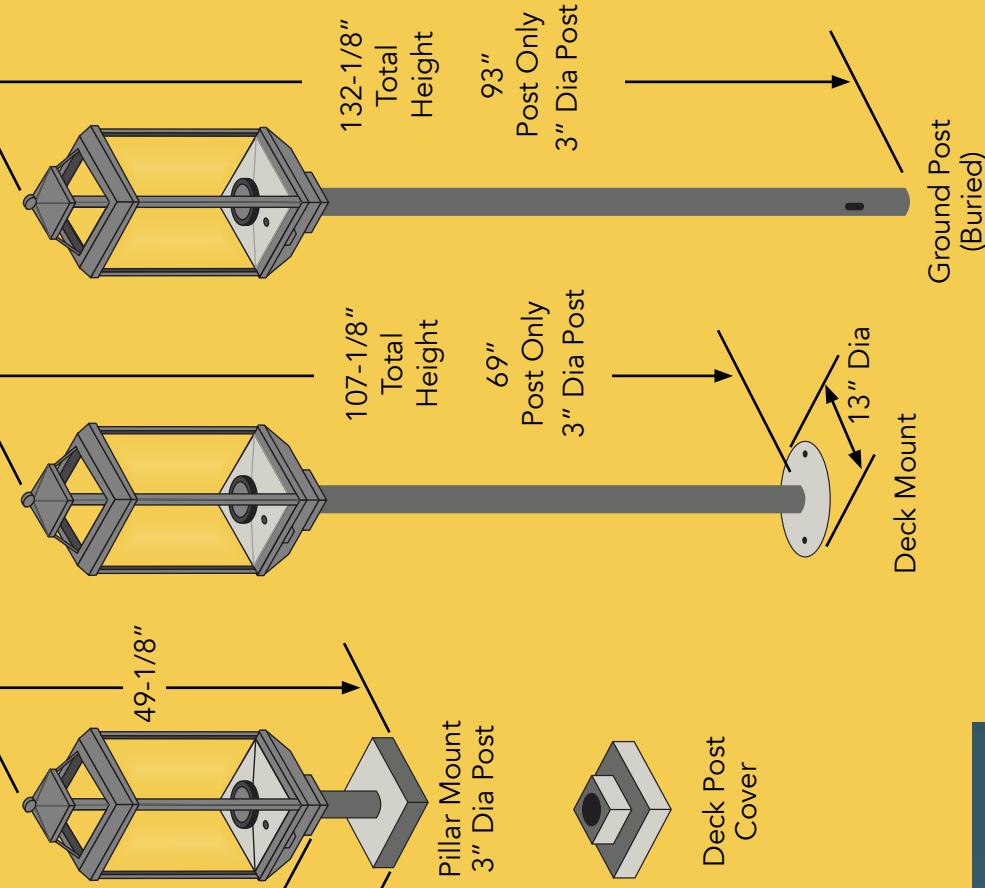 49-1/8"
Pillar Mount
3" Dia Post
Deck Post
Cover
107-1/8"
Total
Height
69"
Post Only
3" Dia Post
13" Dia
Deck Mount
132-1/8"
Total
Height
93"
Post Only
3" Dia Post
Ground Post
(Buried)